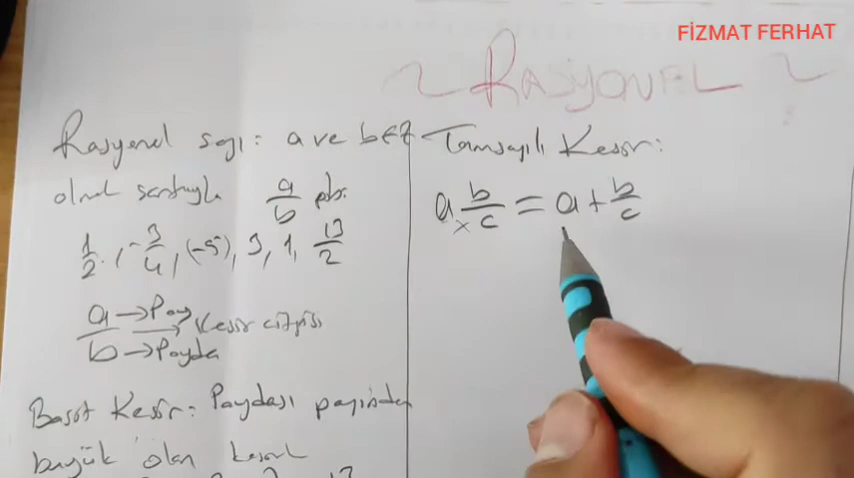 FİZMAT FERHAT
~ RASYONEL ~
Rasyonel sayı: a ve b ∈ Z
olmak şartıyla a/b gibi
1/2, -3/4, (-5), 3, 1, 13/2
a → Pay
→ Kesir çizgisi
b → Payda
Basit Kesir: Paydası payından
büyük olan kesirl
Tamsayılı Kesir:
a b/c = a + b/c